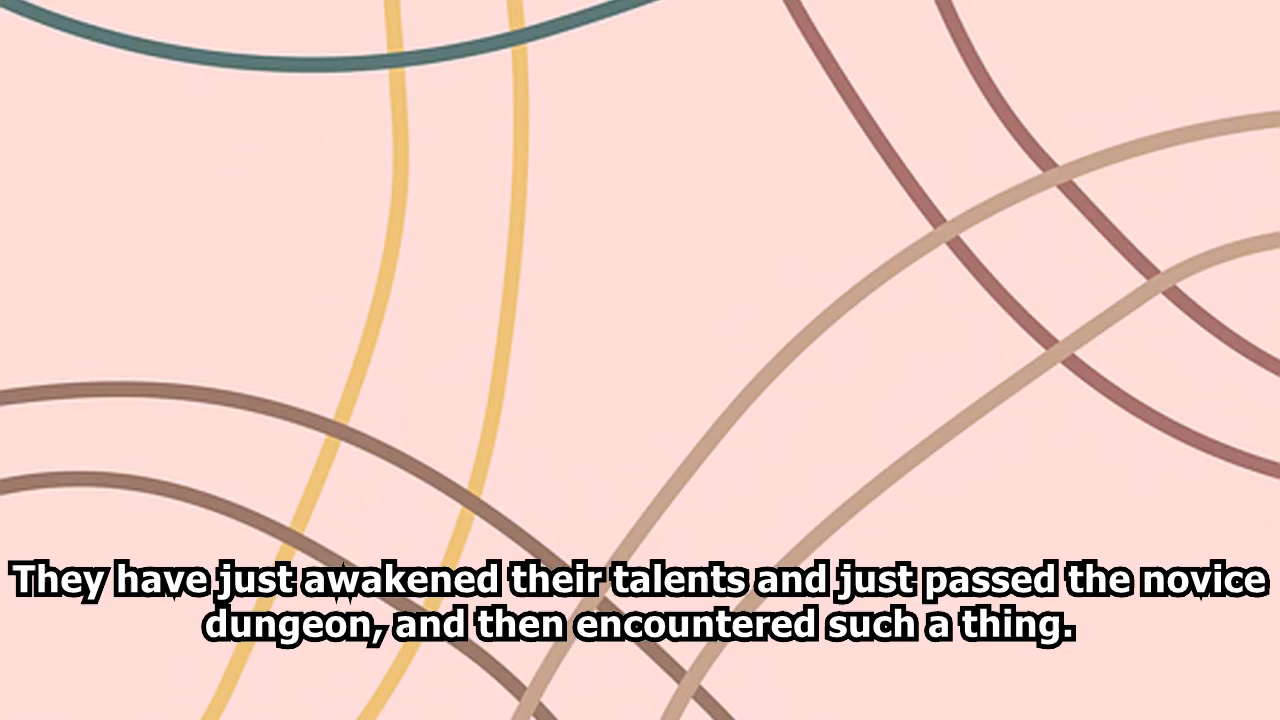 They have just awakened their talents and just passed the novice
dungeon, and then encountered such a thing.